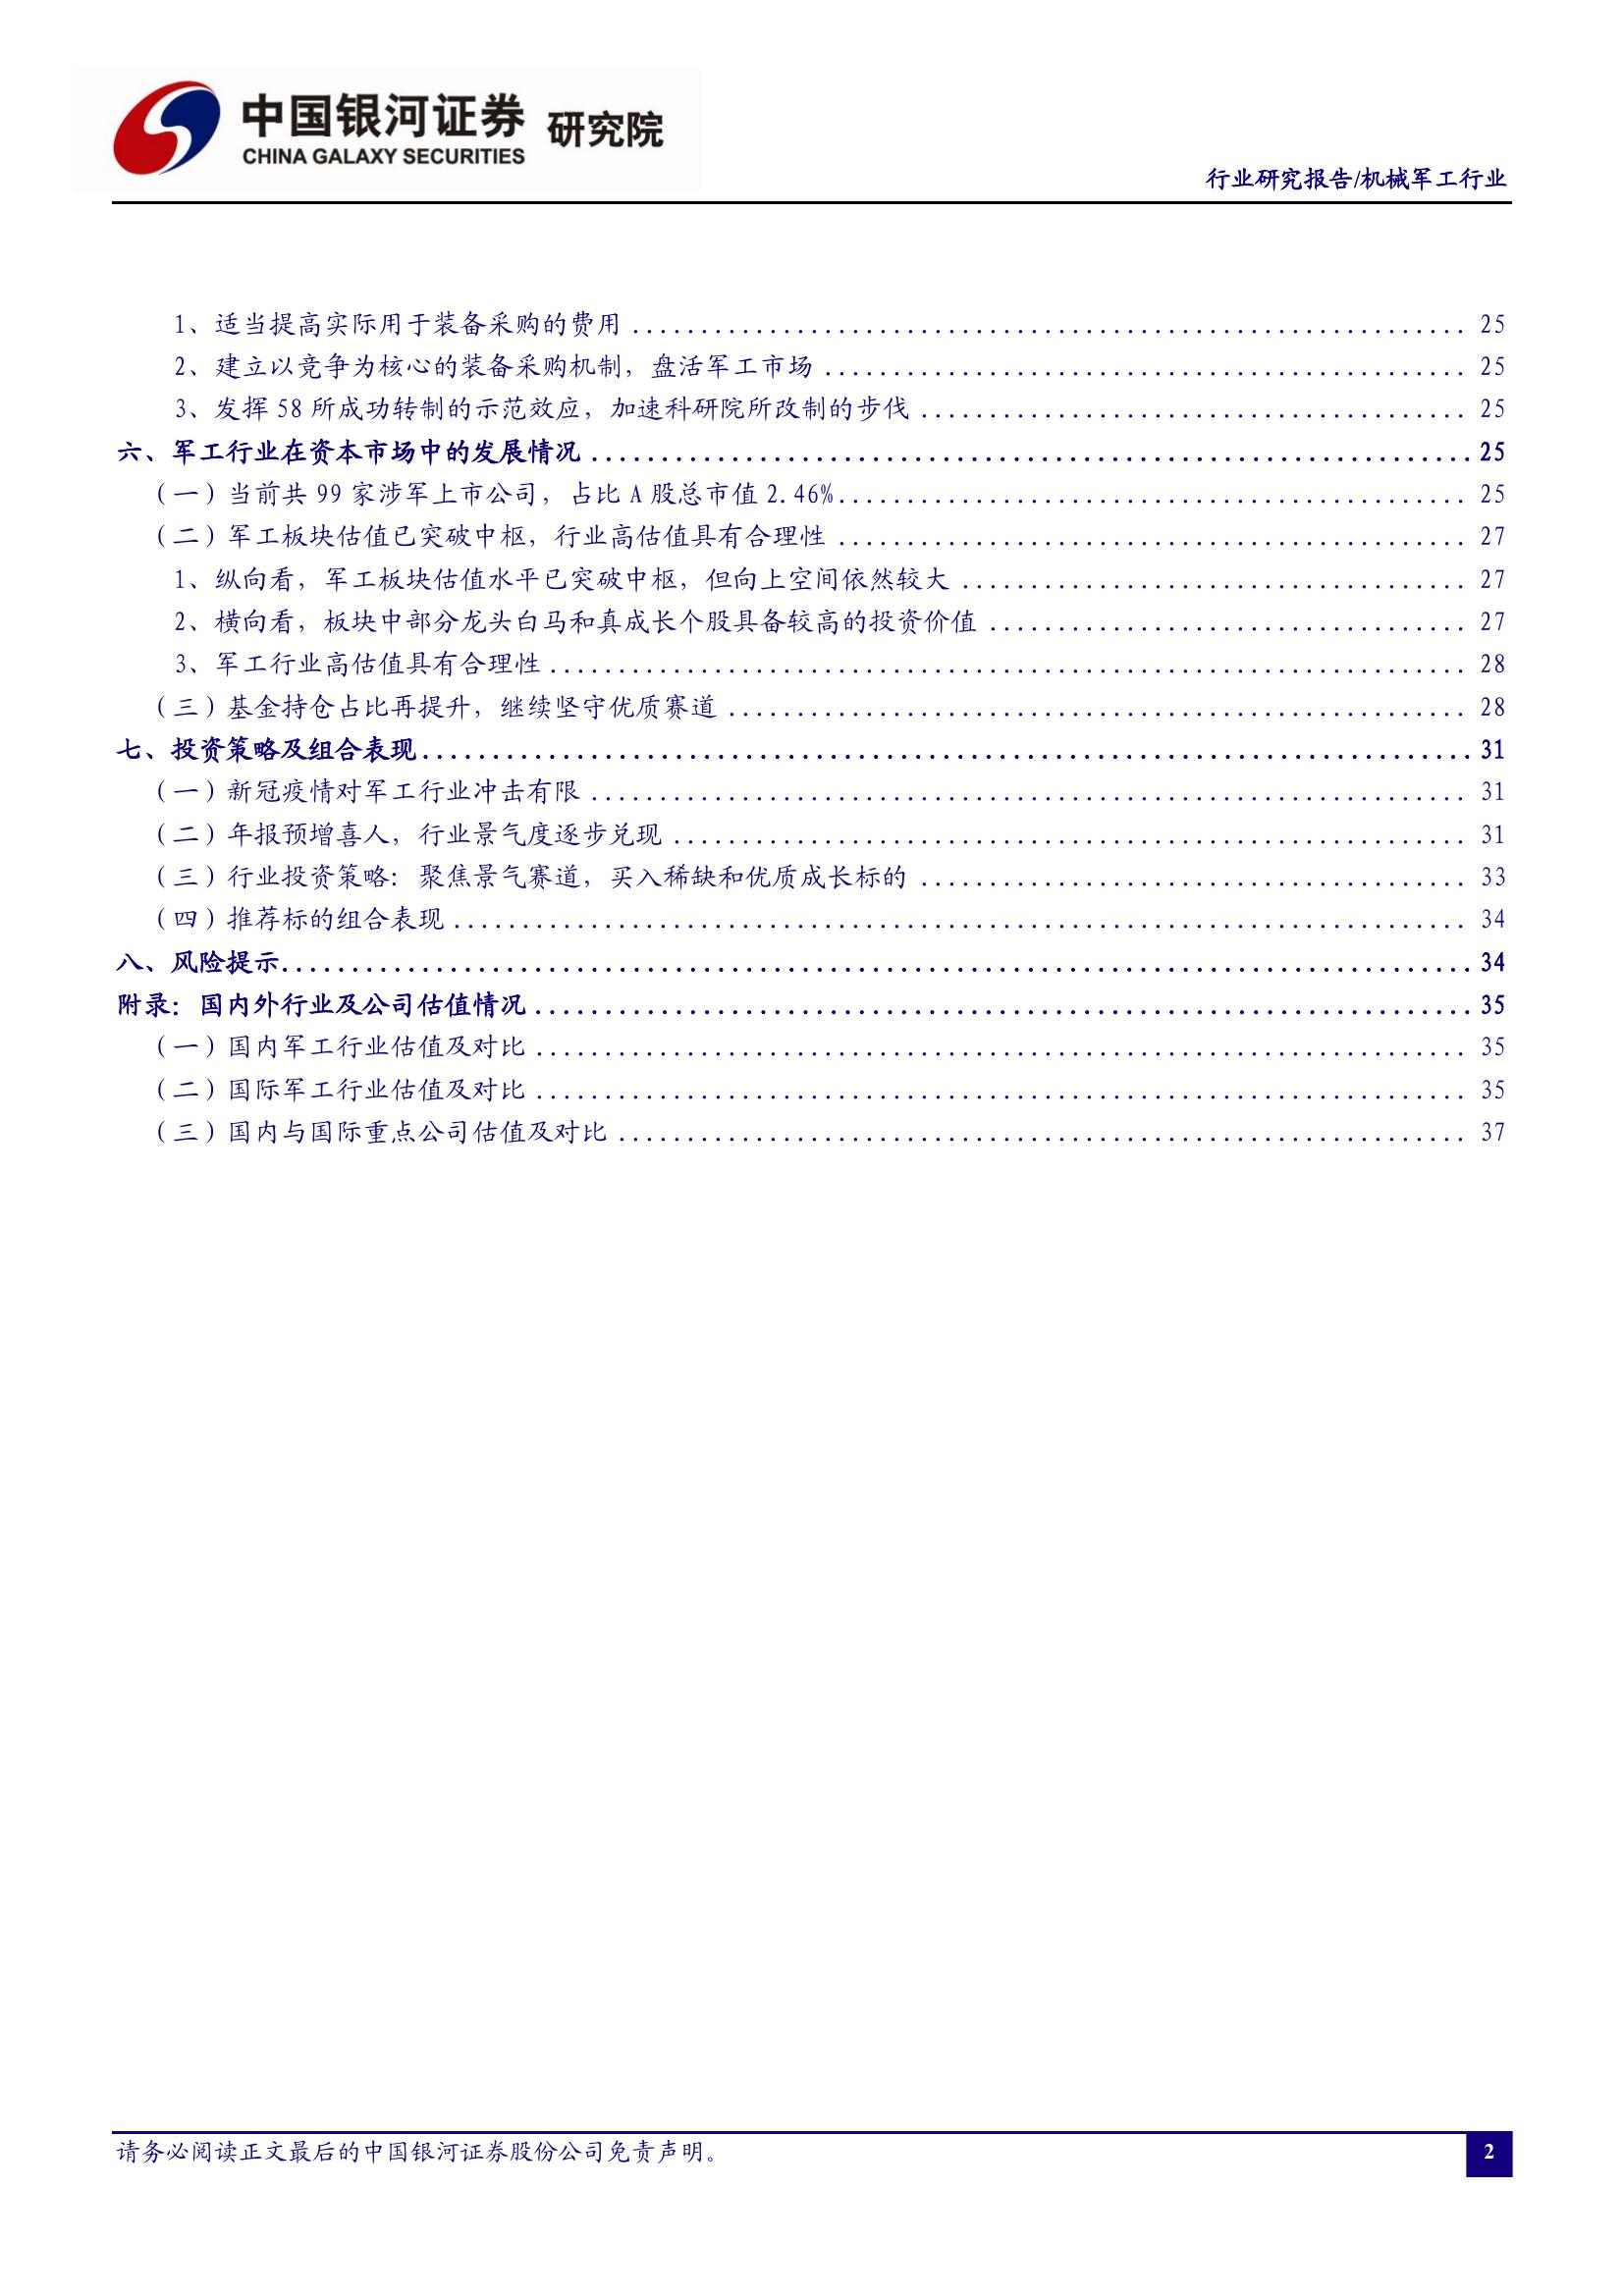 中国银河证券 研究院
CHINA GALAXY SECURITIES
行业研究报告/机械军工行业
1、适当提高实际用于装备采购的费用 25
2、建立以竞争为核心的装备采购机制，盘活军工市场 25
3、发挥 58 所成功转制的示范效应，加速科研院所改制的步伐 25
六、军工行业在资本市场中的发展情况 25
（一）当前共 99 家涉军上市公司，占比 A 股总市值 2.46% 25
（二）军工板块估值已突破中枢，行业高估值具有合理性 27
1、纵向看，军工板块估值水平已突破中枢，但向上空间依然较大 27
2、横向看，板块中部分龙头白马和真成长个股具备较高的投资价值 27
3、军工行业高估值具有合理性 28
（三）基金持仓占比再提升，继续坚守优质赛道 28
七、投资策略及组合表现 31
（一）新冠疫情对军工行业冲击有限 31
（二）年报预增喜人，行业景气度逐步兑现 31
（三）行业投资策略：聚焦景气赛道，买入稀缺和优质成长标的 33
（四）推荐标的组合表现 34
八、风险提示 34
附录：国内外行业及公司估值情况 35
（一）国内军工行业估值及对比 35
（二）国际军工行业估值及对比 35
（三）国内与国际重点公司估值及对比 37
请务必阅读正文最后的中国银河证券股份公司免责声明。
2